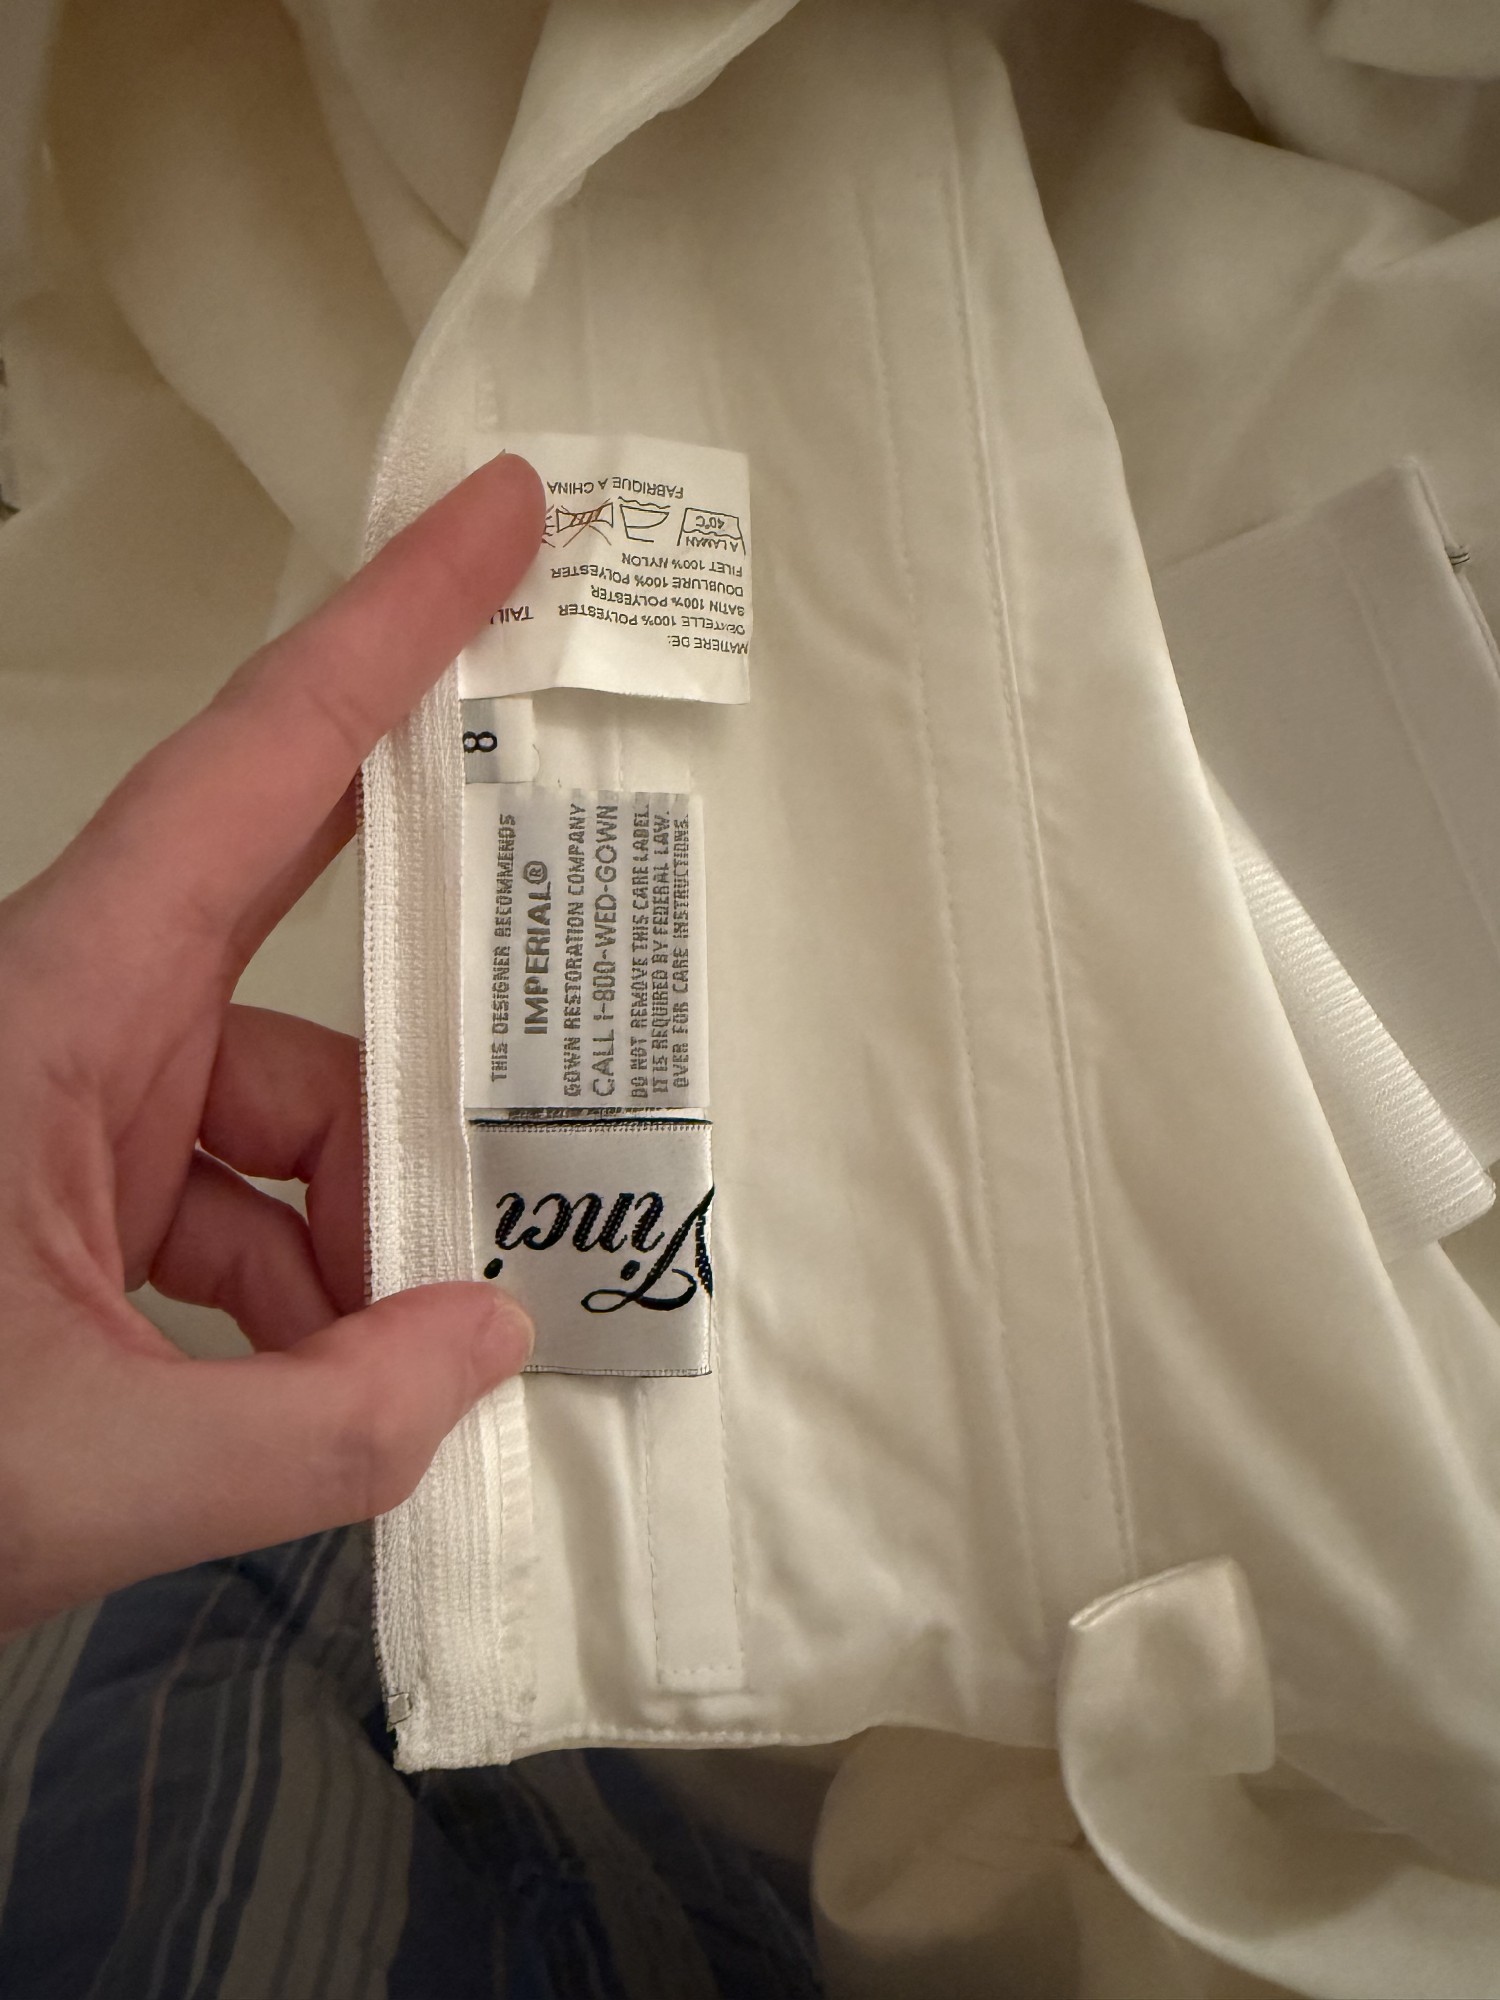 MATIERE DE:
DENTELLE 100% POLYESTER
SATIN 100% POLYESTER
DOUBLURE 100% POLYESTER
FILET 100% NYLON
A LA MAIN
40°C
FABRIQUE A CHINA
8
THIS DESIGNER RECOMMENDS
IMPERIAL®
GOWN RESTORATION COMPANY
CALL 1-800-WED-GOWN
DO NOT REMOVE THIS CARE LABEL.
IT IS REQUIRED BY FEDERAL LAW.
OVER FOR CARE INSTRUCTIONS.
Vinci